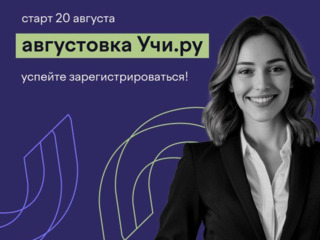 старт 20 августа
августовка Учи.ру
успейте зарегистрироваться!